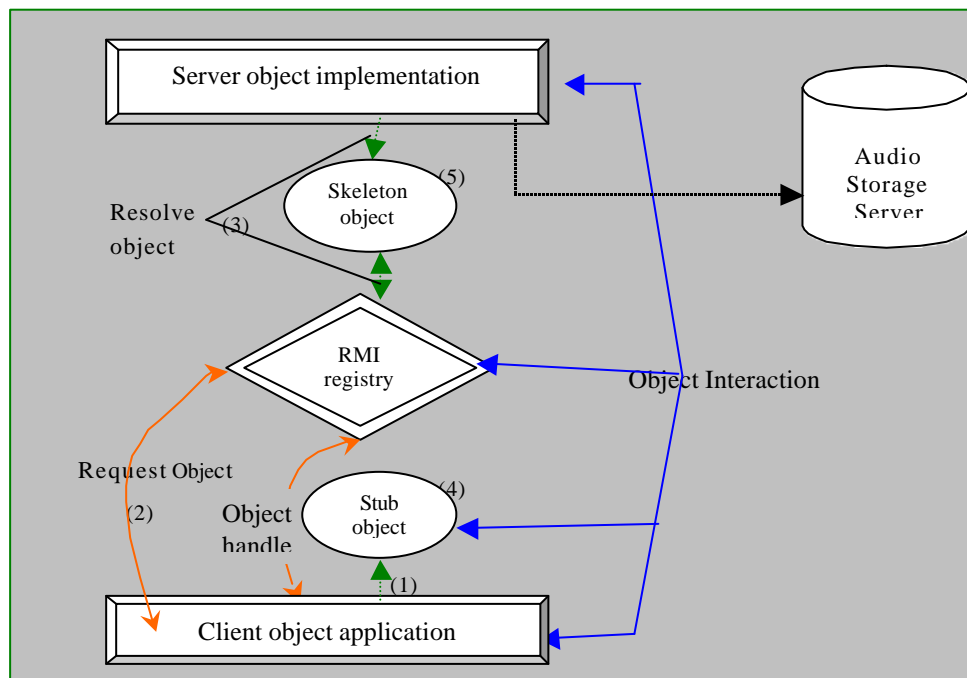 Server object implementation
Audio
Storage
Server
Skeleton
object
(5)
Resolve
object
(3)
RMI
registry
Object Interaction
Request Object
(2)
Object
handle
Stub
object
(4)
(1)
Client object application